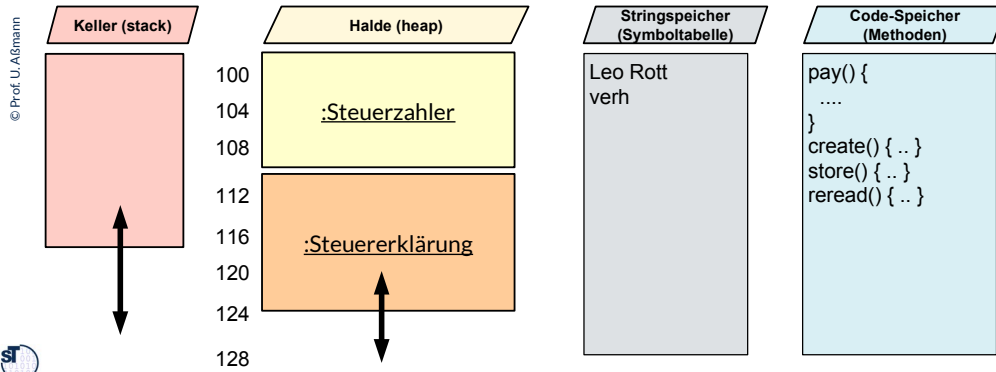 © Prof. U. Aßmann
Keller (stack)
Halde (heap)
Stringspeicher
(Symboltabelle)
Code-Speicher
(Methoden)
100
104
108
112
116
120
124
128
:Steuerzahler
:Steuererklärung
Leo Rott
verh
pay() {
....
}
create() { .. }
store() { .. }
reread() { .. }
ST